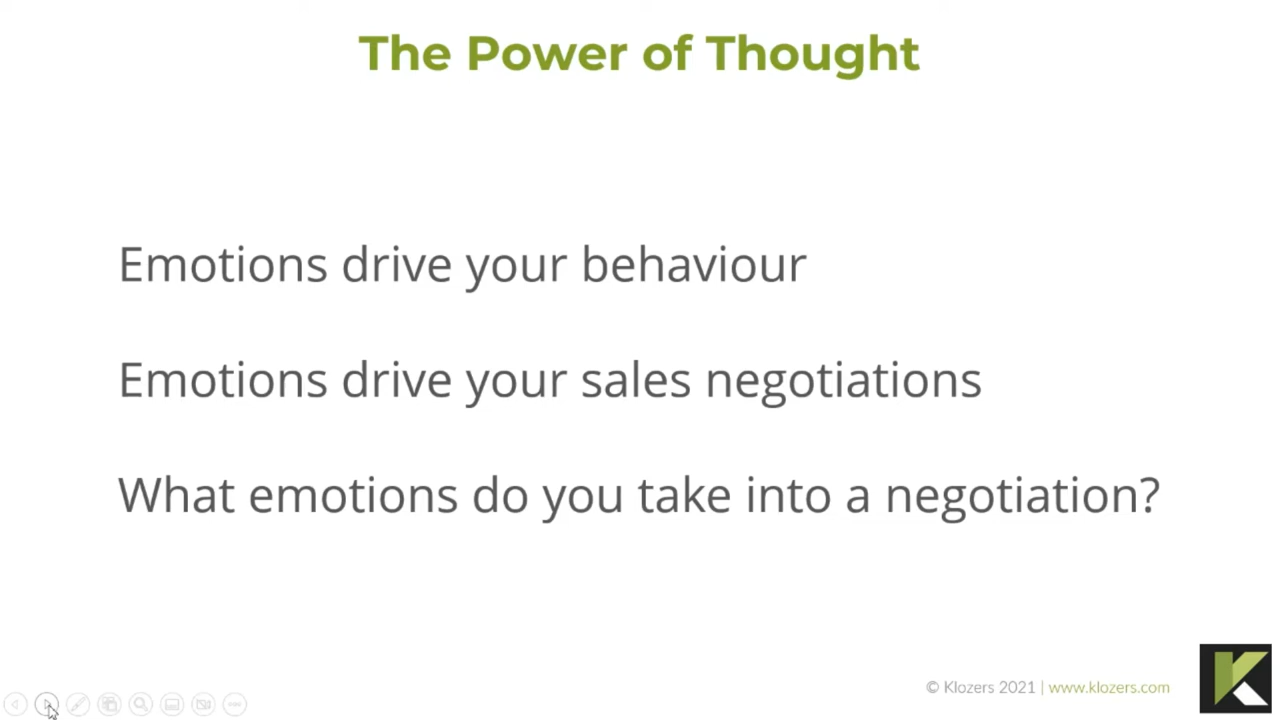 The Power of Thought
Emotions drive your behaviour
Emotions drive your sales negotiations
What emotions do you take into a negotiation?
© Klozers 2021 | www.klozers.com
K